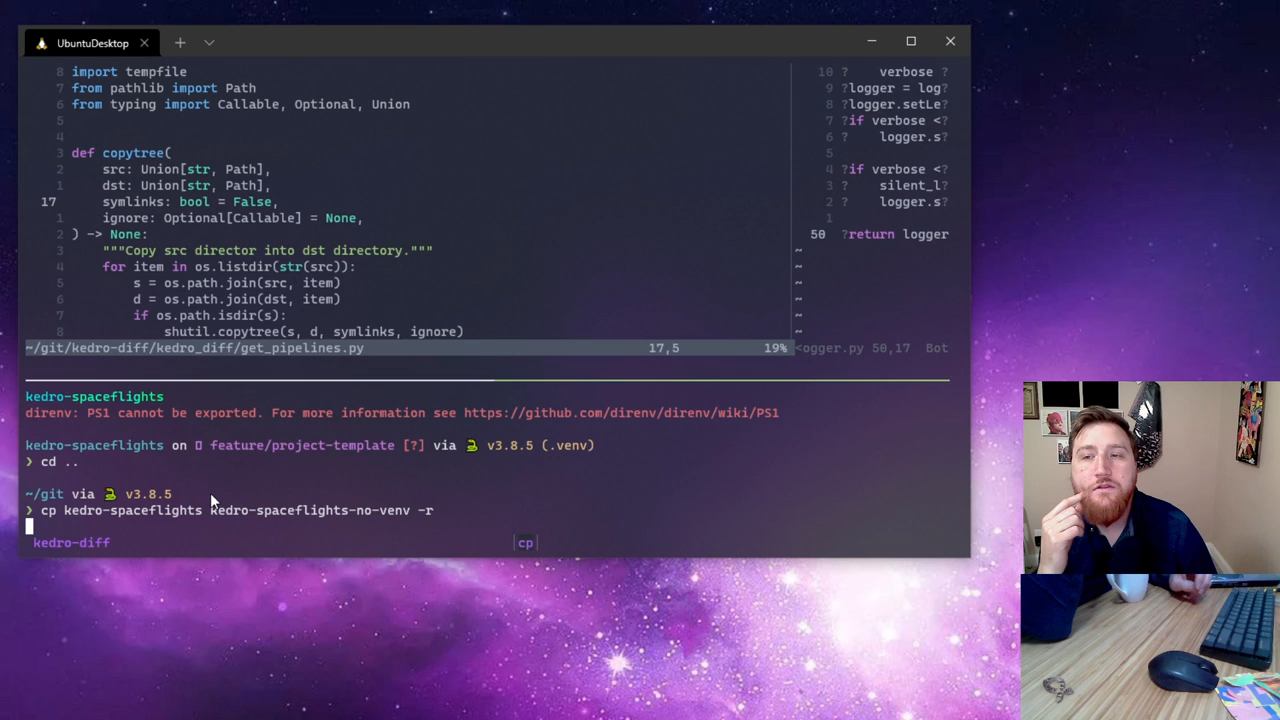 UbuntuDesktop
8 import tempfile
7 from pathlib import Path
6 from typing import Callable, Optional, Union
5
4
3 def copytree(
2 src: Union[str, Path],
1 dst: Union[str, Path],
17 symlinks: bool = False,
1 ignore: Optional[Callable] = None,
2 ) -> None:
3 """Copy src director into dst directory."""
4 for item in os.listdir(str(src)):
5 s = os.path.join(src, item)
6 d = os.path.join(dst, item)
7 if os.path.isdir(s):
8 shutil.copytree(s, d, symlinks, ignore)
~/git/kedro-diff/kedro_diff/get_pipelines.py 17,5 19%
10 ? verbose ?
9 ?logger = log?
8 ?logger.setLe?
7 ?if verbose <?
6 ? logger.s?
5
4 ?if verbose <?
3 ? silent_l?
2 ? logger.s?
1
50 ?return logger
~
~
~
~
~
~
<ogger.py 50,17 Bot
kedro-spaceflights
direnv: PS1 cannot be exported. For more information see https://github.com/direnv/direnv/wiki/PS1
kedro-spaceflights on feature/project-template [?] via v3.8.5 (.venv)
❯ cd ..
~/git via v3.8.5
❯ cp kedro-spaceflights kedro-spaceflights-no-venv -r
kedro-diff |cp|